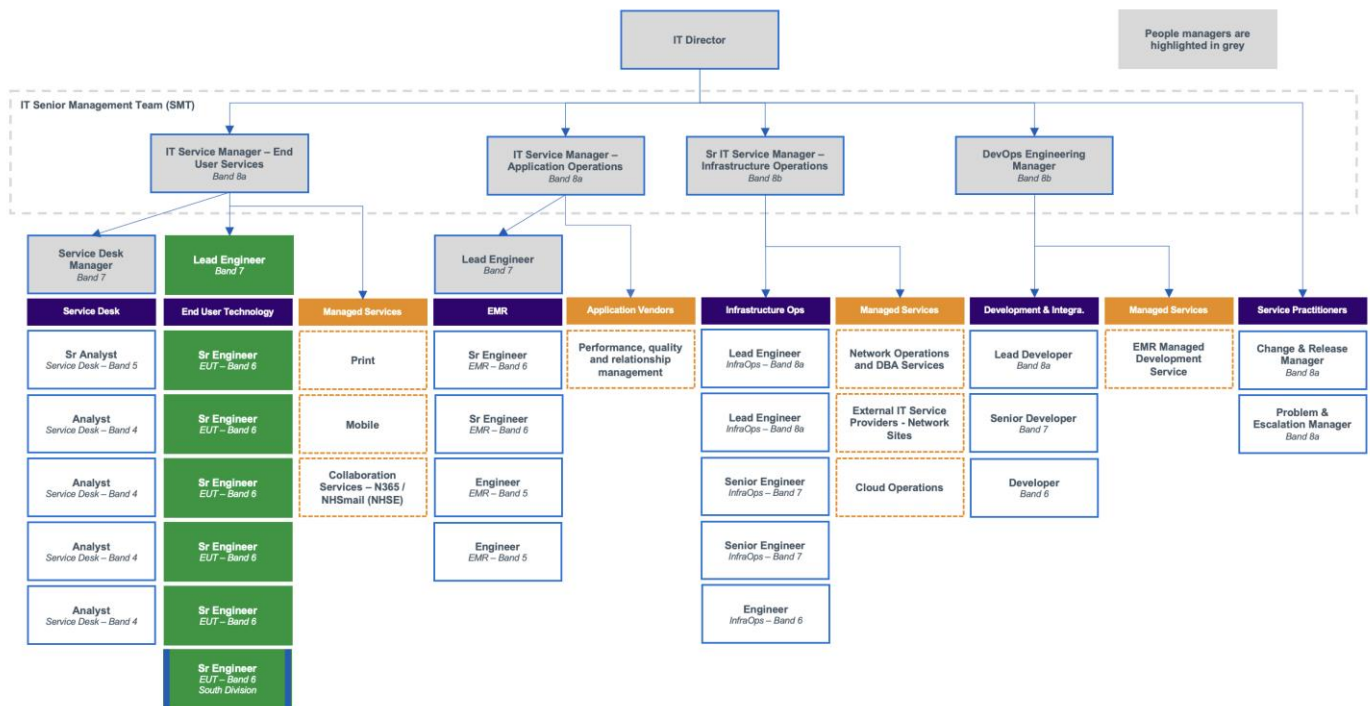 IT Director
People managers are
highlighted in grey
IT Senior Management Team (SMT)
IT Service Manager – End
User Services
Band 8a
IT Service Manager –
Application Operations
Band 8a
Sr IT Service Manager –
Infrastructure Operations
Band 8b
DevOps Engineering
Manager
Band 8b
Service Desk
Manager
Band 7
Lead Engineer
Band 7
Lead Engineer
Band 7
Service Desk
Sr Analyst
Service Desk – Band 5
Analyst
Service Desk – Band 4
Analyst
Service Desk – Band 4
Analyst
Service Desk – Band 4
Analyst
Service Desk – Band 4
End User Technology
Sr Engineer
EUT – Band 6
Sr Engineer
EUT – Band 6
Sr Engineer
EUT – Band 6
Sr Engineer
EUT – Band 6
Sr Engineer
EUT – Band 6
Sr Engineer
EUT – Band 6
South Division
Managed Services
Print
Mobile
Collaboration
Services – N365 /
NHSmail (NHSE)
EMR
Sr Engineer
EMR – Band 6
Sr Engineer
EMR – Band 6
Engineer
EMR – Band 5
Engineer
EMR – Band 5
Application Vendors
Performance, quality
and relationship
management
Infrastructure Ops
Lead Engineer
InfraOps – Band 8a
Lead Engineer
InfraOps – Band 8a
Senior Engineer
InfraOps – Band 7
Senior Engineer
InfraOps – Band 7
Engineer
InfraOps – Band 6
Managed Services
Network Operations
and DBA Services
External IT Service
Providers - Network
Sites
Cloud Operations
Development & Integra.
Lead Developer
Band 8a
Senior Developer
Band 7
Developer
Band 6
Managed Services
EMR Managed
Development
Service
Service Practitioners
Change & Release
Manager
Band 8a
Problem &
Escalation Manager
Band 8a